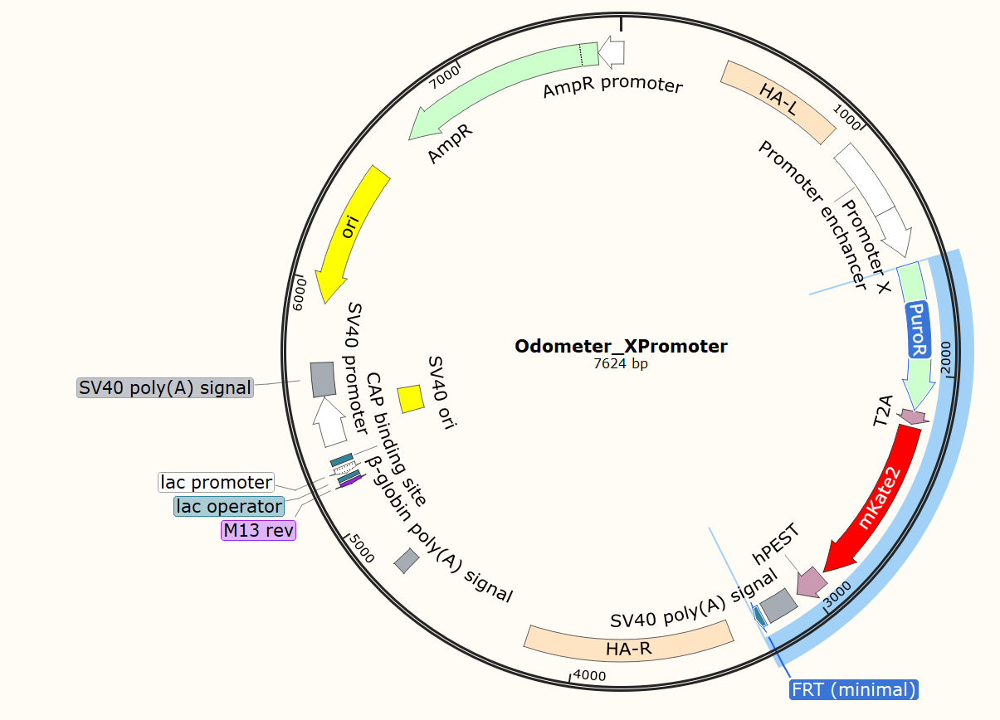 7000
AmpR promoter
HA-L
1000
AmpR
Promoter enchancer
Promoter X
ori
6000
PuroR
2000
Odometer_XPromoter
7624 bp
SV40 promoter
SV40 poly(A) signal
SV40 ori
CAP binding site
T2A
lac promoter
lac operator
M13 rev
β-globin poly(A) signal
mKate2
hPEST
5000
SV40 poly(A) signal
3000
HA-R
4000
FRT (minimal)